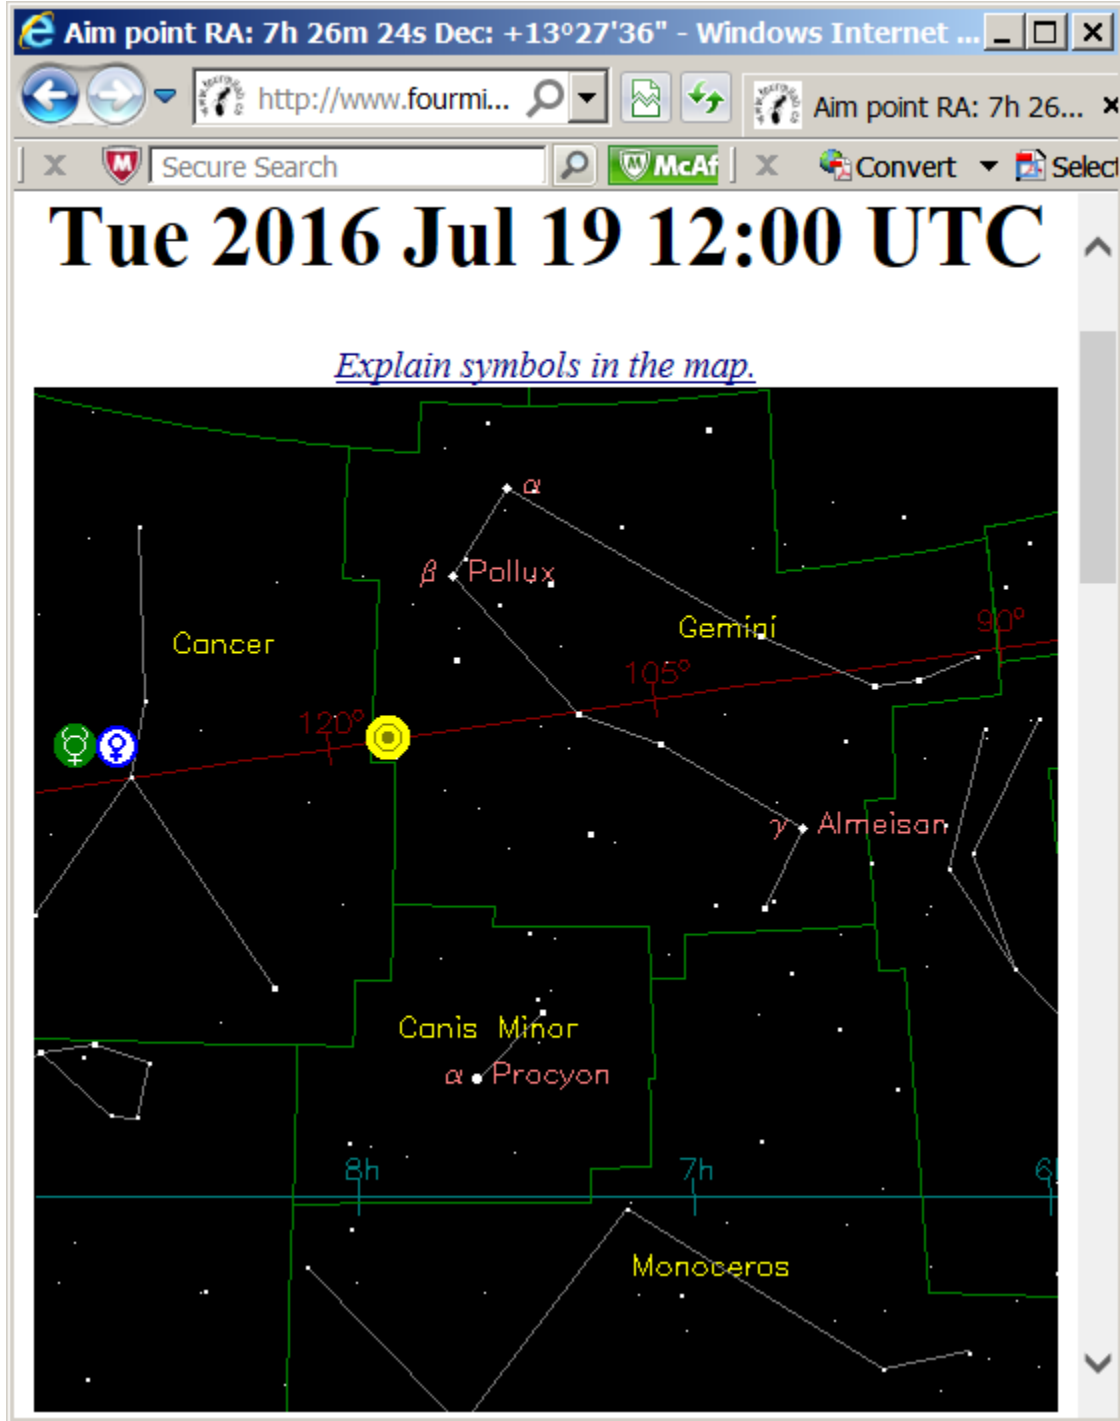 Aim point RA: 7h 26m 24s Dec: +13°27'36" - Windows Internet ...
http://www.fourmi...
Aim point RA: 7h 26...
x Secure Search McAf x Convert Select
Tue 2016 Jul 19 12:00 UTC
Explain symbols in the map.
α
β Pollux
Cancer
Gemini
90°
105°
120°
γ Almeisan
Canis Minor
α Procyon
8h
7h
6h
Monoceros